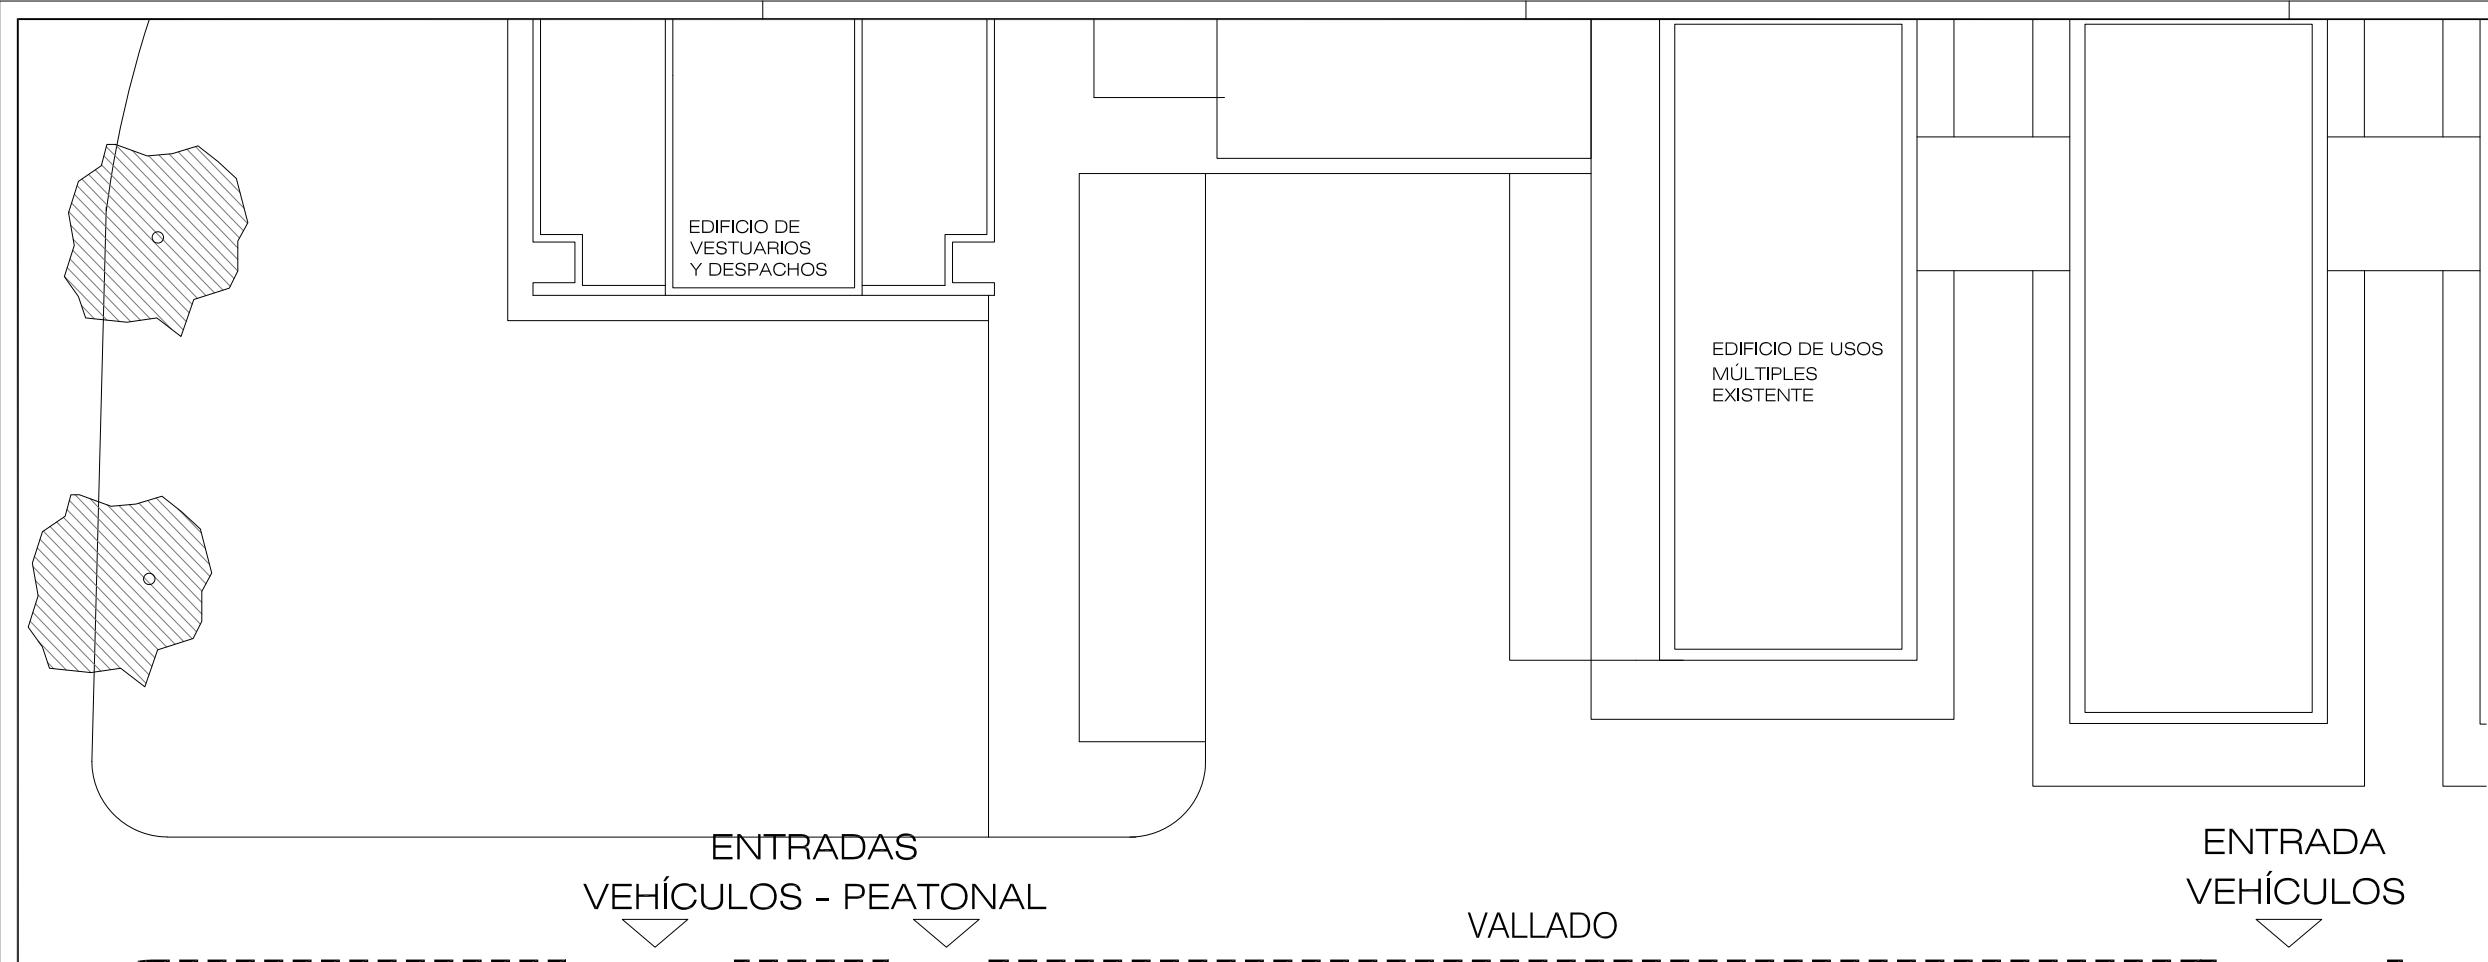 EDIFICIO DE
VESTUARIOS
Y DESPACHOS
EDIFICIO DE USOS
MÚLTIPLES
EXISTENTE
ENTRADAS
VEHÍCULOS - PEATONAL
VALLADO
ENTRADA
VEHÍCULOS